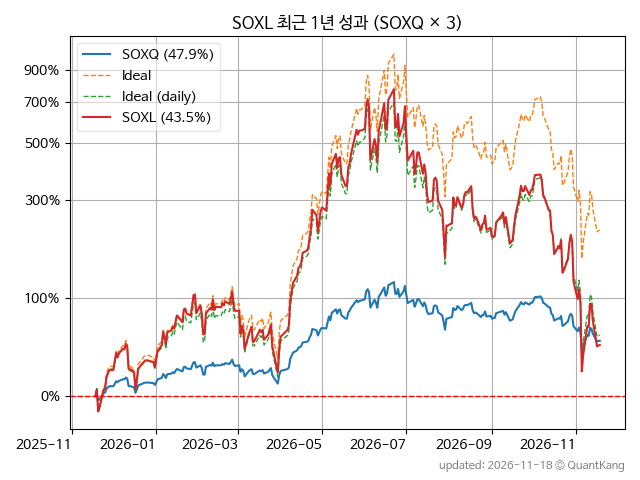 SOXL 최근 1년 성과 (SOXQ × 3)
SOXQ (47.9%)
Ideal
Ideal (daily)
SOXL (43.5%)
900%
700%
500%
300%
100%
0%
2025-11 2026-01 2026-03 2026-05 2026-07 2026-09 2026-11
updated: 2026-11-18 © QuantKang